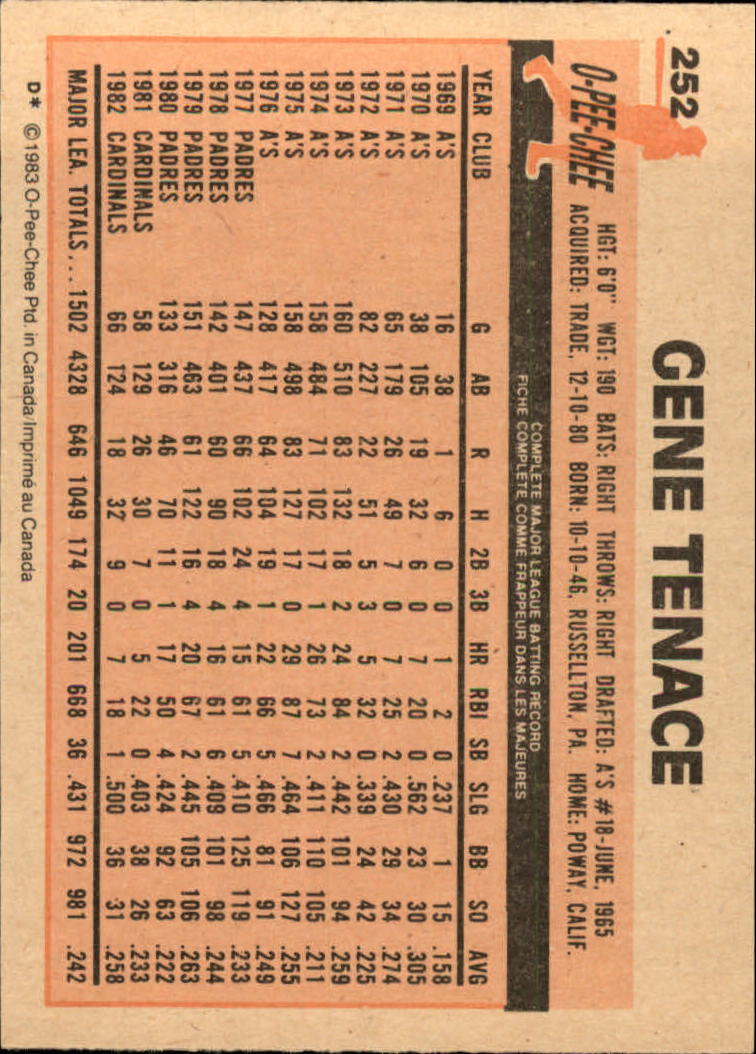 252
GENE TENACE
O-PEE-CHEE
HGT: 6'0" WGT: 190 BATS: RIGHT THROWS: RIGHT DRAFTED: A'S #18-JUNE, 1965
ACQUIRED: TRADE, 12-10-80 BORN: 10-10-46, RUSSELLTON, PA. HOME: POWAY, CALIF.
COMPLETE MAJOR LEAGUE BATTING RECORD
FICHE COMPLETE COMME FRAPPEUR DANS LES MAJEURES
YEAR CLUB G AB R H 2B 3B HR RBI SB SLG BB SO AVG
1969 A'S 16 38 1 6 0 0 1 2 0 .237 1 15 .158
1970 A'S 38 105 19 32 6 0 7 20 0 .562 23 30 .305
1971 A'S 65 179 26 49 7 0 7 25 2 .430 29 34 .274
1972 A'S 82 227 22 51 5 3 5 32 0 .339 24 42 .225
1973 A'S 160 510 83 132 18 2 24 84 2 .442 101 94 .259
1974 A'S 158 484 71 102 17 1 26 73 2 .411 110 105 .211
1975 A'S 158 498 83 127 17 0 29 87 7 .464 106 127 .255
1976 A'S 128 417 64 104 19 1 22 66 5 .466 81 91 .249
1977 PADRES 147 437 66 102 24 4 15 61 5 .410 125 119 .233
1978 PADRES 142 401 60 90 18 4 16 61 6 .409 101 98 .244
1979 PADRES 151 463 61 122 16 4 20 67 2 .445 105 106 .263
1980 PADRES 133 316 46 70 11 1 17 50 4 .424 92 63 .222
1981 CARDINALS 58 129 26 30 7 0 5 22 0 .403 38 26 .233
1982 CARDINALS 66 124 18 32 9 0 7 18 1 .500 36 31 .258
MAJOR LEA. TOTALS... 1502 4328 646 1049 174 20 201 668 36 .431 972 981 .242
D* ©1983 O-Pee-Chee Ptd. in Canada/Imprimé au Canada